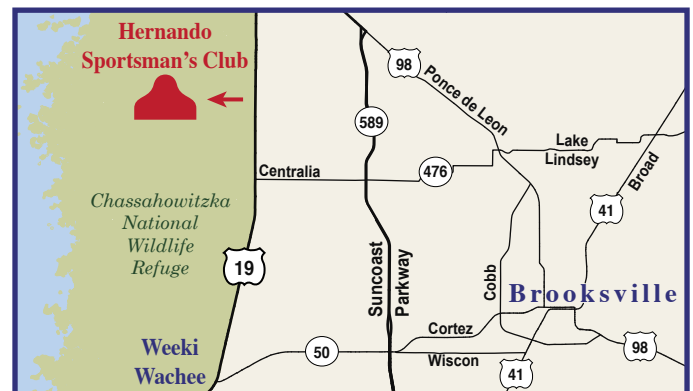 Hernando
Sportsman's Club
98
Ponce de Leon
589
Lake
Lindsey
Centralia
476
Broad
Chassahowitzka
National
Wildlife
Refuge
41
19
Suncoast
Parkway
Cobb
Brooksville
Cortez
Weeki
Wachee
50
Wiscon
98
41